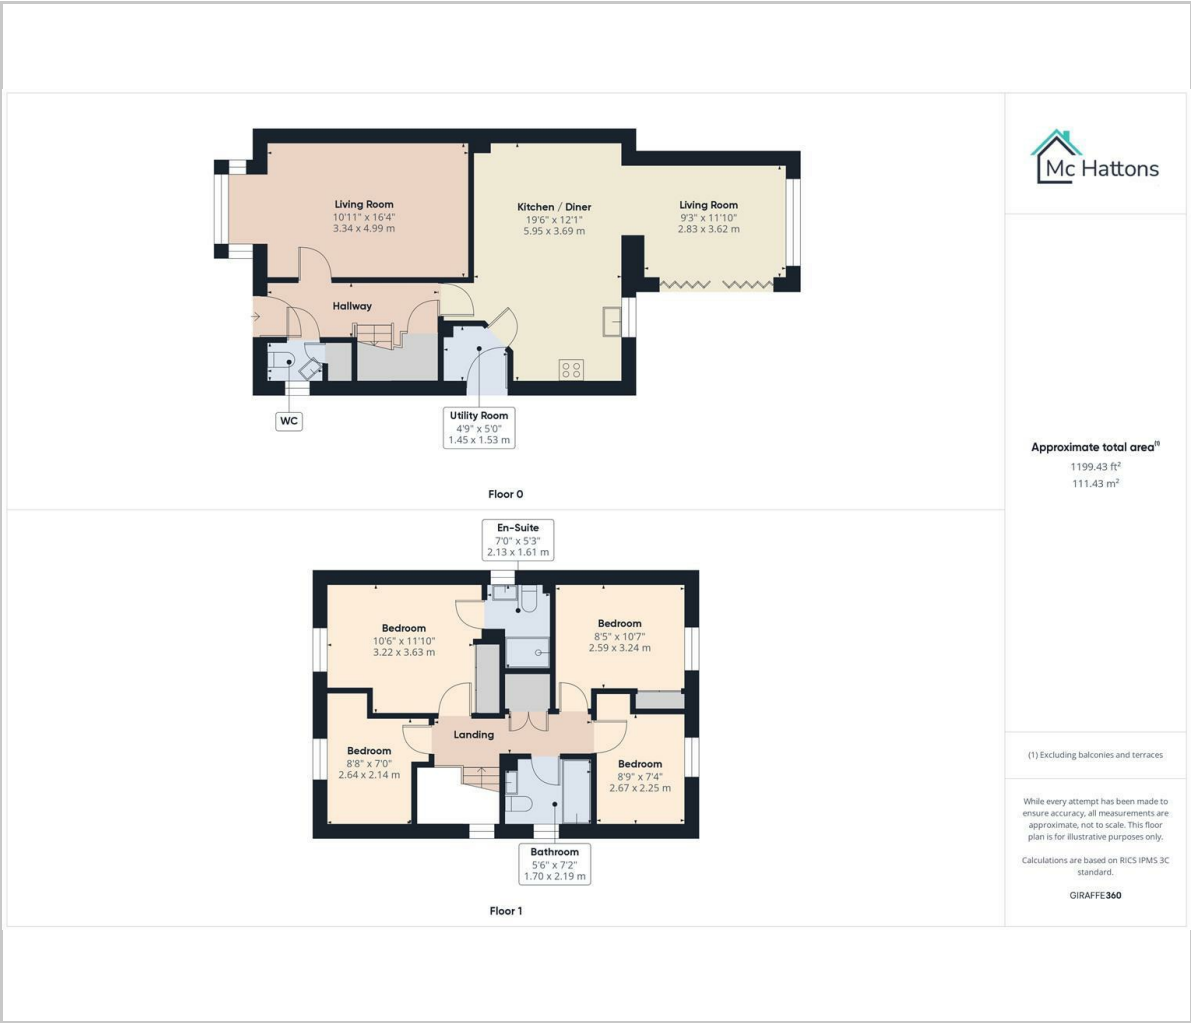 Living Room
10'11" x 16'4"
3.34 x 4.99 m
Kitchen / Diner
19'6" x 12'1"
5.95 x 3.69 m
Living Room
9'3" x 11'10"
2.83 x 3.62 m
Hallway
WC
Utility Room
4'9" x 5'0"
1.45 x 1.53 m
Floor 0
En-Suite
7'0" x 5'3"
2.13 x 1.61 m
Bedroom
10'6" x 11'10"
3.22 x 3.63 m
Bedroom
8'5" x 10'7"
2.59 x 3.24 m
Landing
Bedroom
8'8" x 7'0"
2.64 x 2.14 m
Bedroom
8'9" x 7'4"
2.67 x 2.25 m
Bathroom
5'6" x 7'2"
1.70 x 2.19 m
Floor 1
Mc Hattons
Approximate total area(1)
1199.43 ft²
111.43 m²
(1) Excluding balconies and terraces
While every attempt has been made to
ensure accuracy, all measurements are
approximate, not to scale. This floor
plan is for illustrative purposes only.
Calculations are based on RICS IPMS 3C
standard.
GIRAFFE360